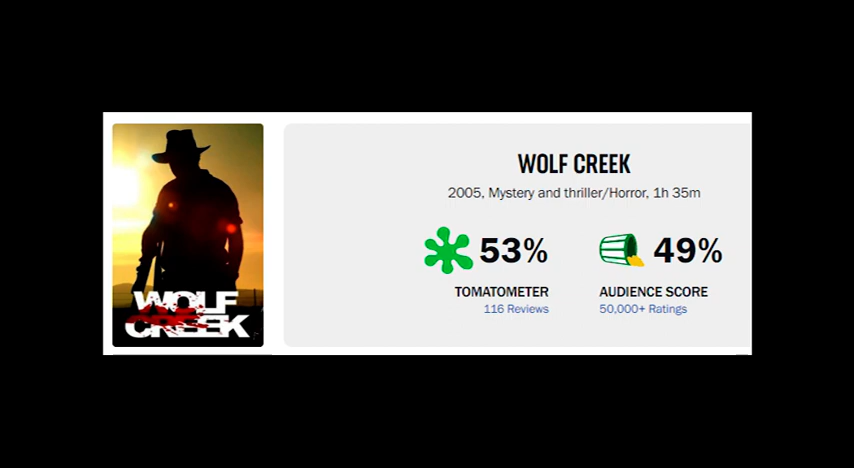 WOLF
CREEK
WOLF CREEK
2005, Mystery and thriller/Horror, 1h 35m
53%
49%
TOMATOMETER
AUDIENCE SCORE
116 Reviews
50,000+ Ratings